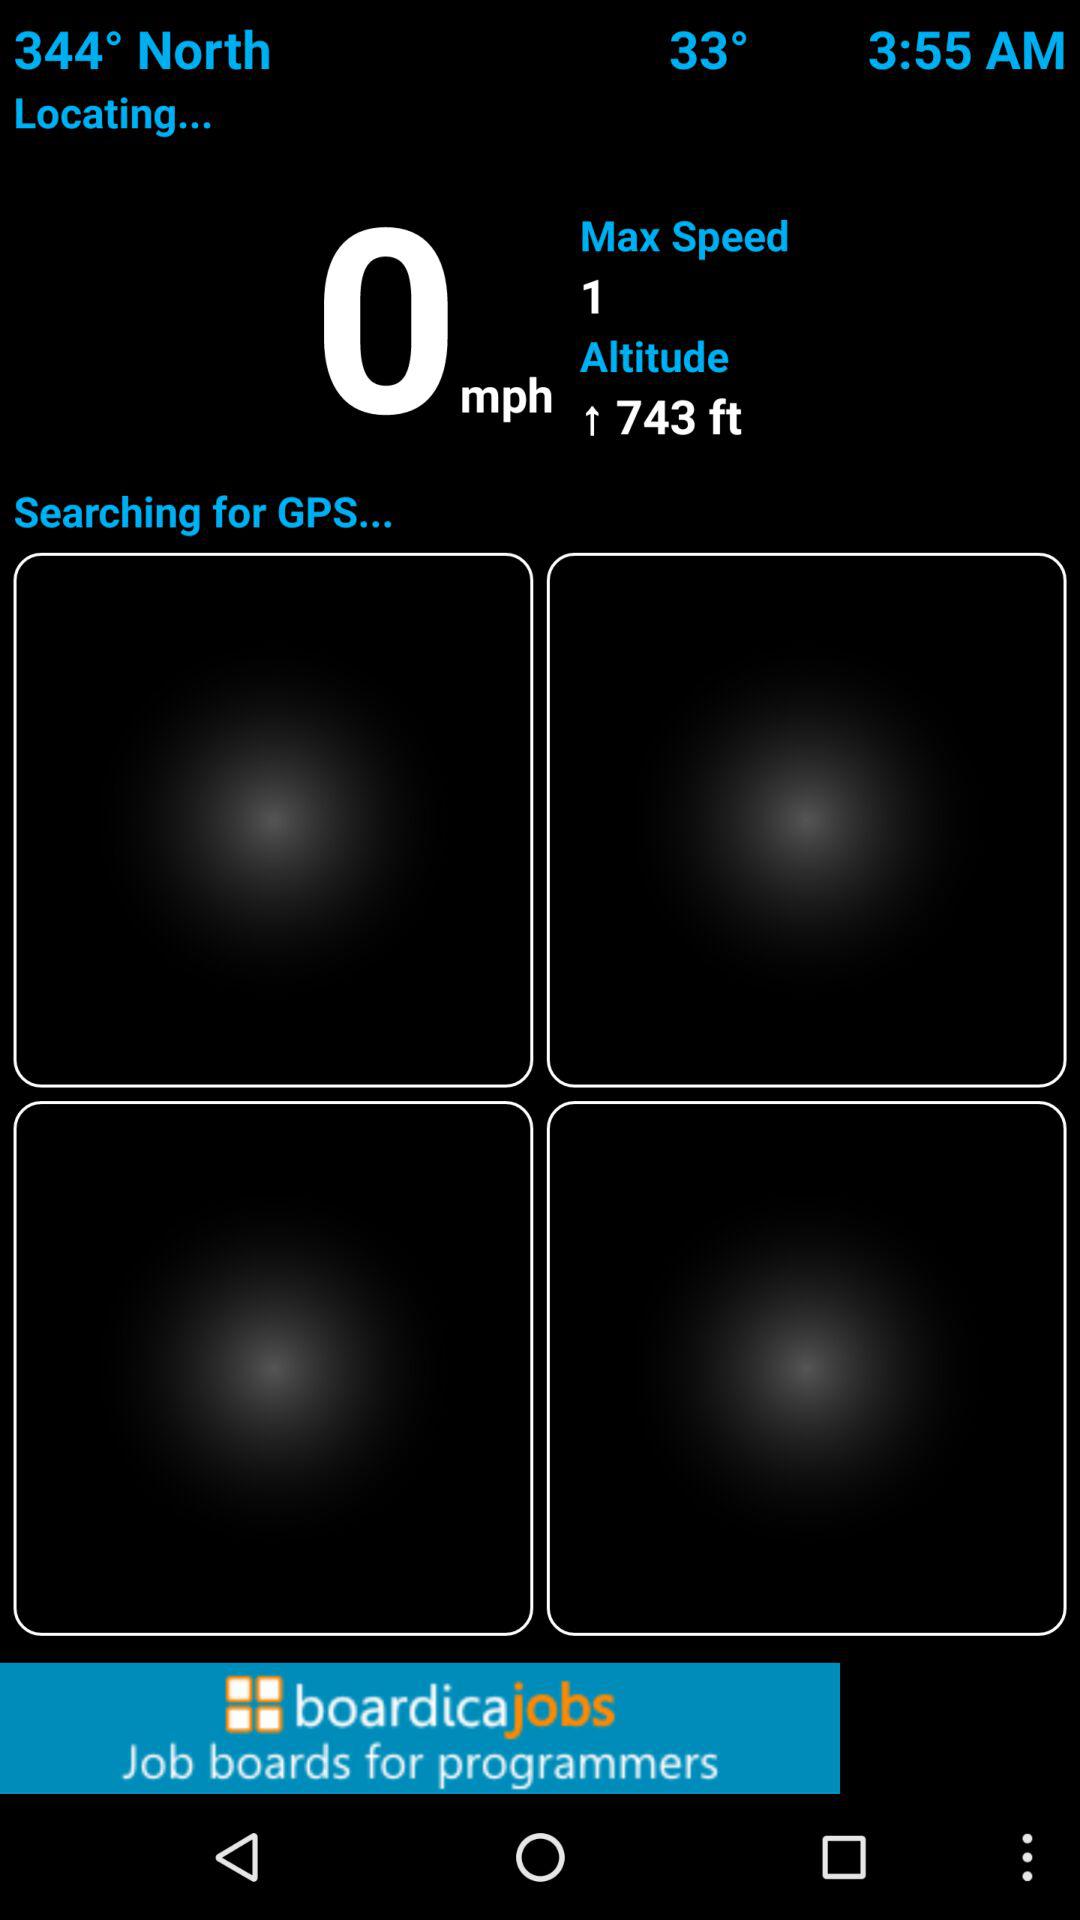 344° North 33° 3:55 AM
Locating...
0 mph
Max Speed
1
Altitude
↑ 743 ft
Searching for GPS...
boardicajobs
Job boards for programmers